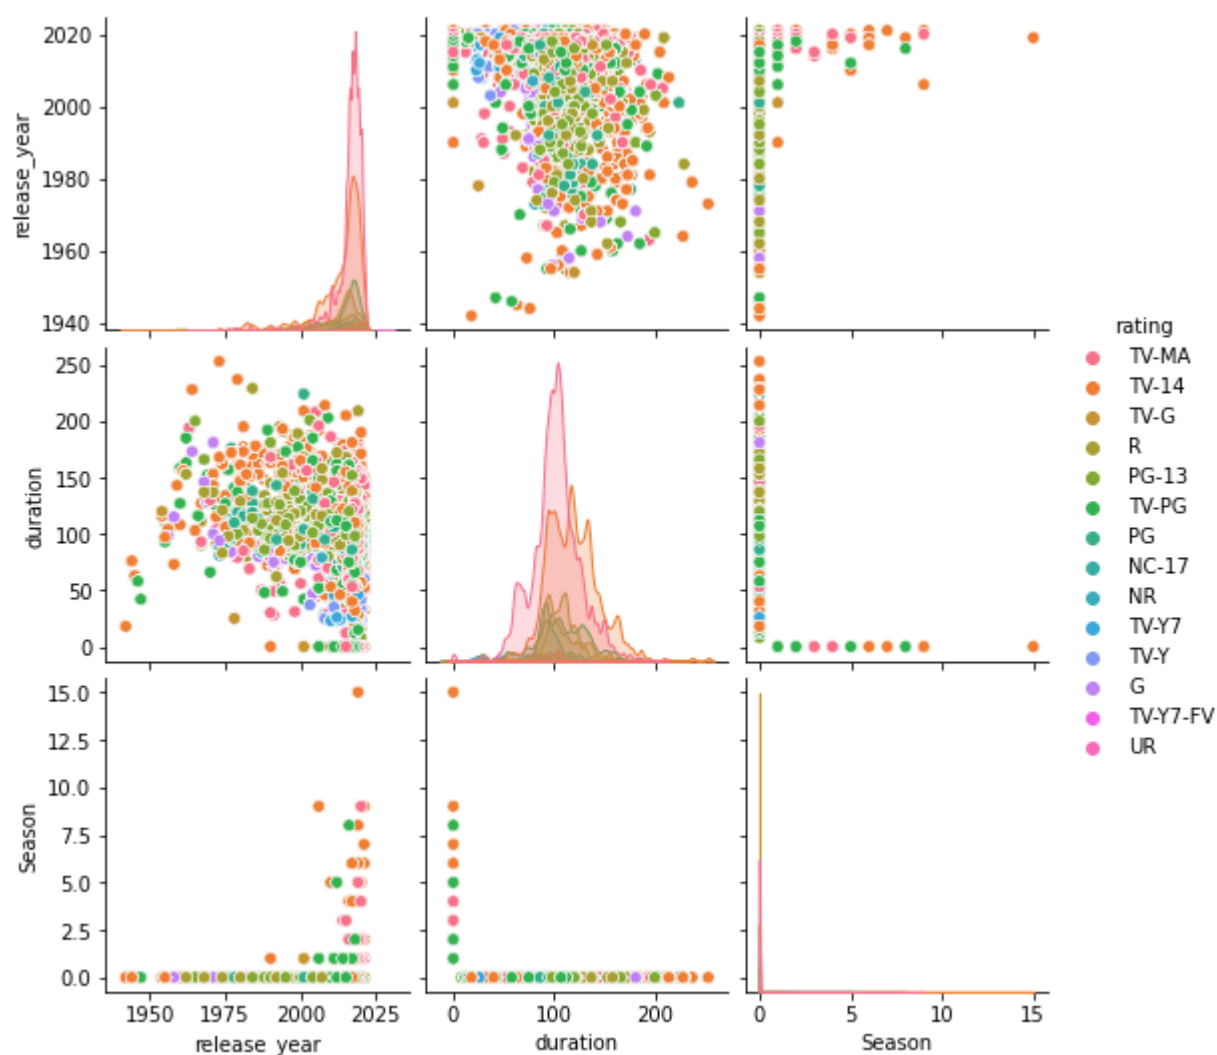 2020
2000
1980
1960
1940
release_year
250
200
150
100
50
0
duration
15.0
12.5
10.0
7.5
5.0
2.5
0.0
Season
1950 1975 2000 2025
release_year
0 100 200
duration
0 5 10 15
Season
rating
TV-MA
TV-14
TV-G
R
PG-13
TV-PG
PG
NC-17
NR
TV-Y7
TV-Y
G
TV-Y7-FV
UR